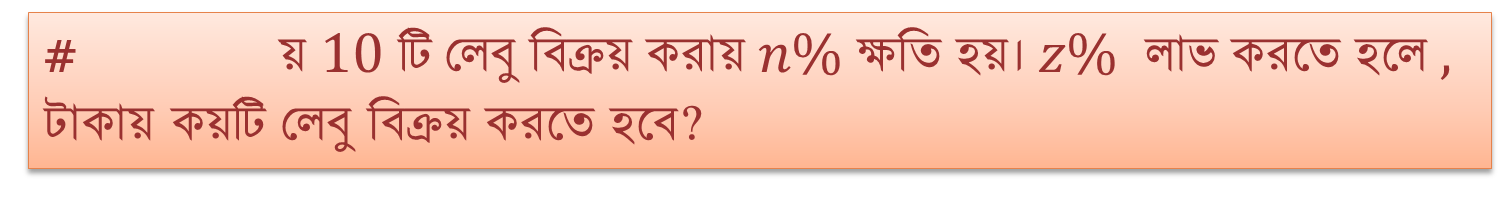 # য় 10 টি লেবু বিক্রয় করায় n% ক্ষতি হয়। z% লাভ করতে হলে ,
টাকায় কয়টি লেবু বিক্রয় করতে হবে?